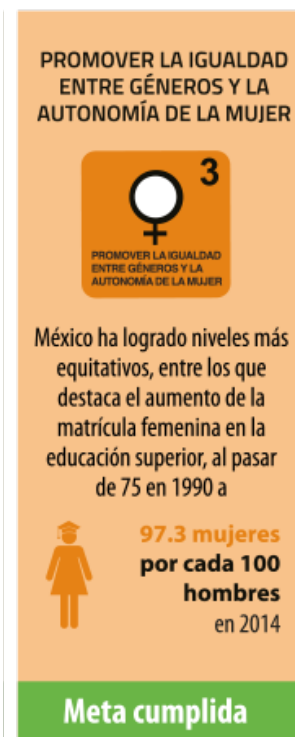 PROMOVER LA IGUALDAD
ENTRE GÉNEROS Y LA
AUTONOMÍA DE LA MUJER
3
PROMOVER LA IGUALDAD
ENTRE GÉNEROS Y LA
AUTONOMÍA DE LA MUJER
México ha logrado niveles más
equitativos, entre los que
destaca el aumento de la
matrícula femenina en la
educación superior, al pasar
de 75 en 1990 a
97.3 mujeres
por cada 100
hombres
en 2014
Meta cumplida